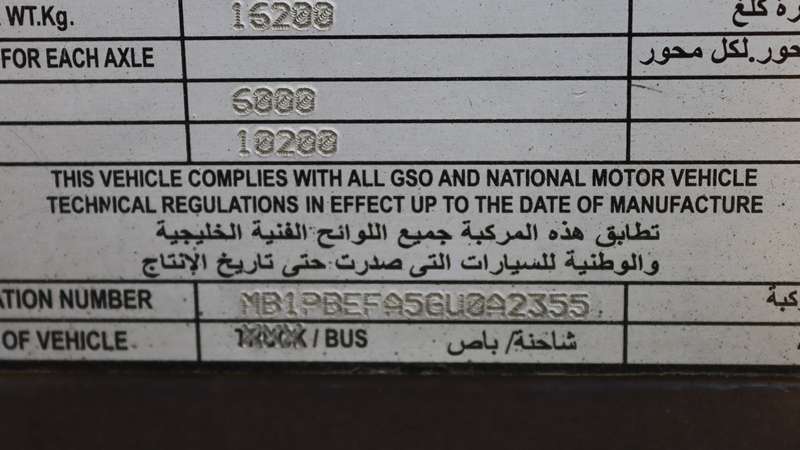 WT.Kg. 16200 رة كلغ
FOR EACH AXLE حور.لكل محور
6000
10200
THIS VEHICLE COMPLIES WITH ALL GSO AND NATIONAL MOTOR VEHICLE
TECHNICAL REGULATIONS IN EFFECT UP TO THE DATE OF MANUFACTURE
تطابق هذه المركبة جميع اللوائح الفنية الخليجية
والوطنية للسيارات التى صدرت حتى تاريخ الإنتاج
ATION NUMBER MB1PBEFA5GU0A2355 كبة
OF VEHICLE TRUCK / BUS شاحنة/ باص